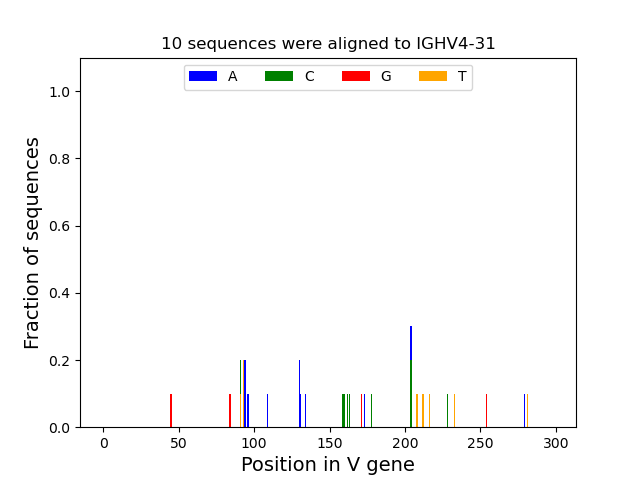 10 sequences were aligned to IGHV4-31
A C G T
1.0
0.8
0.6
0.4
0.2
0.0
Fraction of sequences
0 50 100 150 200 250 300
Position in V gene